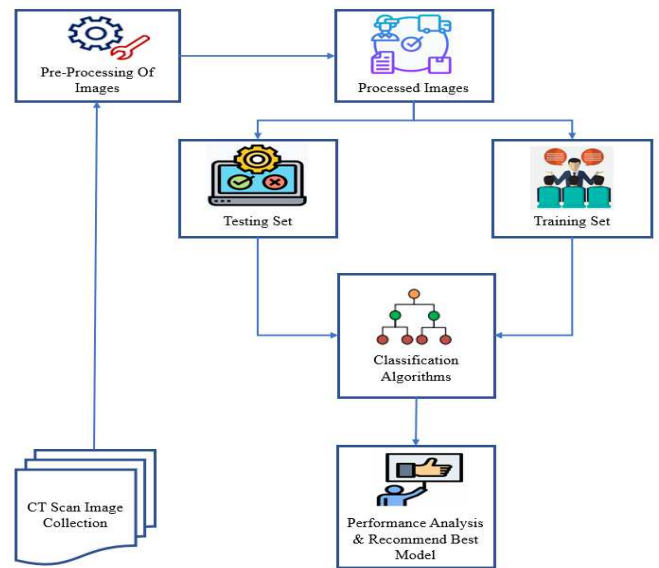 Pre-Processing Of
Images
Processed Images
Testing Set
Training Set
Classification
Algorithms
CT Scan Image
Collection
Performance Analysis
& Recommend Best
Model